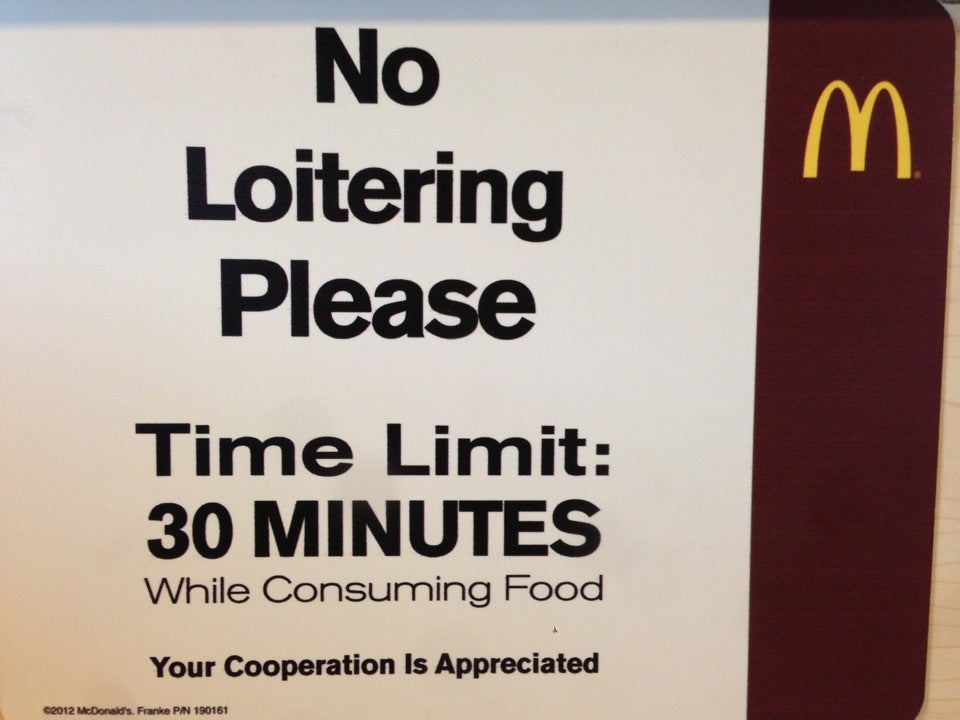 No
Loitering
Please
Time Limit:
30 MINUTES
While Consuming Food
Your Cooperation Is Appreciated
©2012 McDonald's. Franke P/N 190161